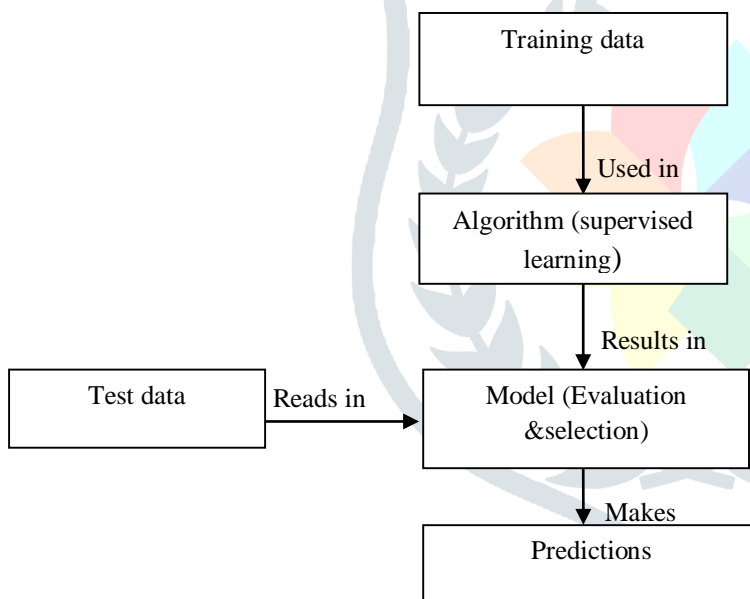 Training data
Used in
Algorithm (supervised
learning)
Results in
Test data
Reads in
Model (Evaluation
&selection)
Makes
Predictions